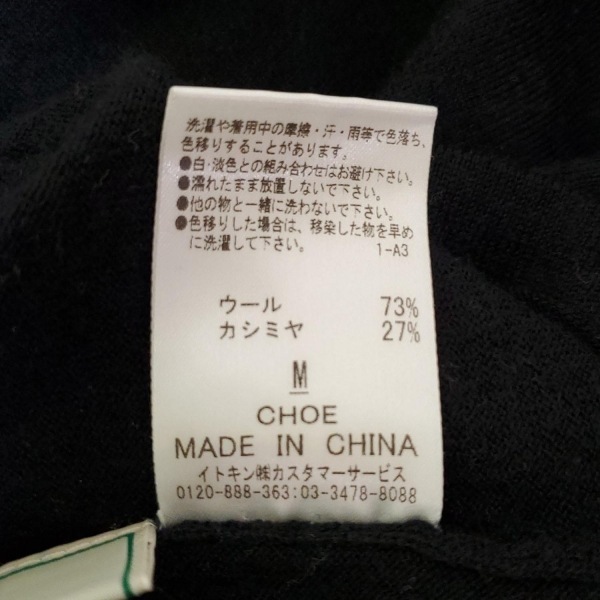 洗濯や着用中の摩擦・汗・雨等で色落ち、
色移りすることがあります。
●白・淡色との組み合わせはお避け下さい。
●濡れたまま放置しないで下さい。
●他の物と一緒に洗わないで下さい。
●色移りした場合は、移染した物を早め
に洗濯して下さい。 1-A3
ウール 73%
カシミヤ 27%
M
CHOE
MADE IN CHINA
イトキン㈱カスタマーサービス
0120-888-363:03-3478-8088